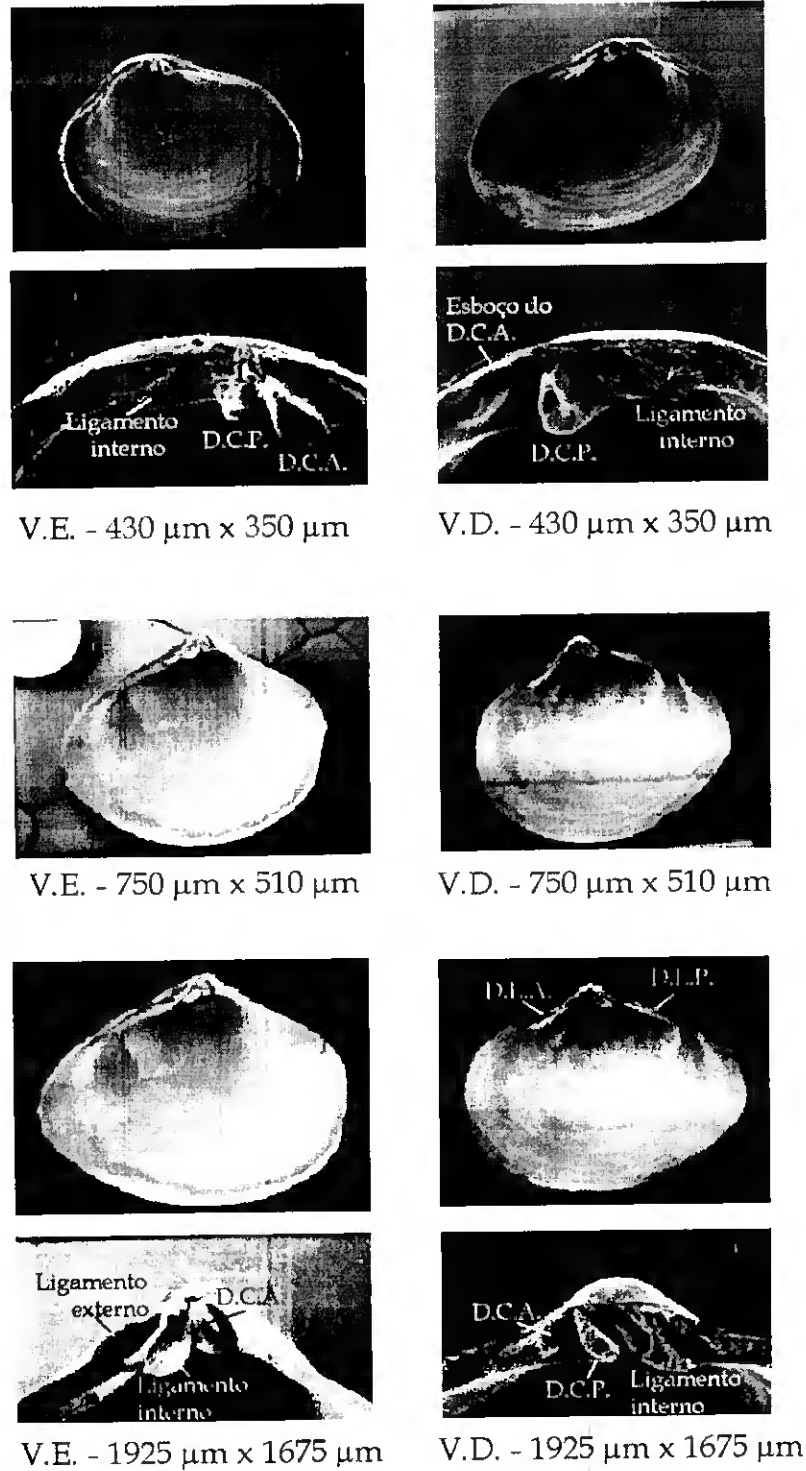 Ligamento
interno
D.C.P.
D.C.A.
Esboço do
D.C.A.
D.C.P.
Ligamento
interno
V.E. - 430 μm x 350 μm
V.D. - 430 μm x 350 μm
V.E. - 750 μm x 510 μm
V.D. - 750 μm x 510 μm
D.L.A.
D.L.P.
Ligamento
externo
D.C.A.
Ligamento
interno
D.C.A.
D.C.P.
Ligamento
interno
V.E. - 1925 μm x 1675 μm
V.D. - 1925 μm x 1675 μm